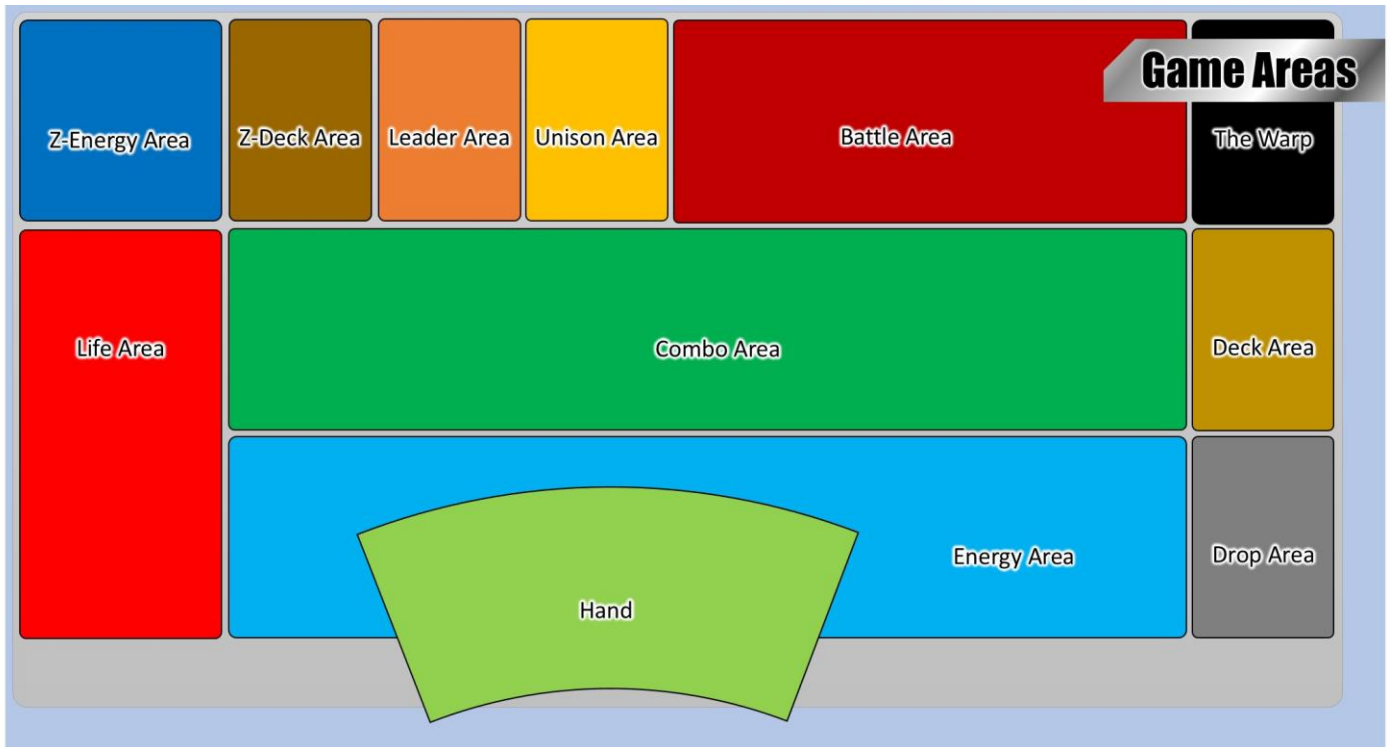 Game Areas
Z-Energy Area
Z-Deck Area
Leader Area
Unison Area
Battle Area
The Warp
Life Area
Combo Area
Deck Area
Energy Area
Drop Area
Hand